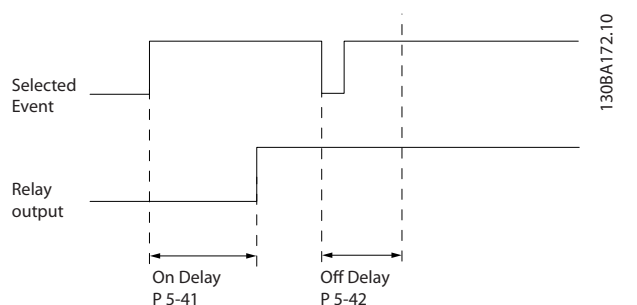 130BA172.10
Selected
Event
Relay
output
On Delay
P 5-41
Off Delay
P 5-42